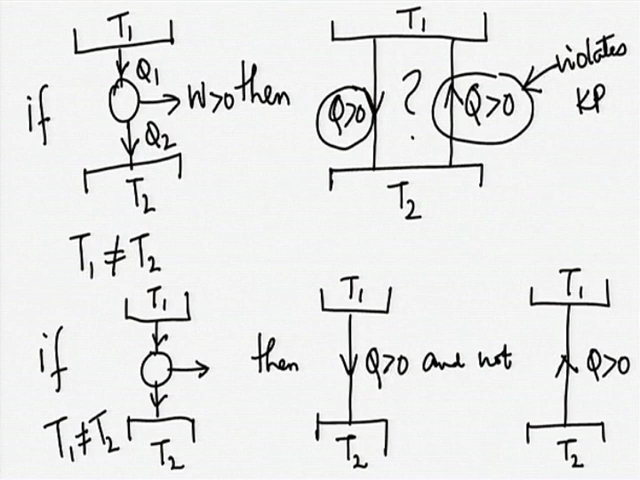 T₁
Q₁
if
W>0 then
Q₂
T₂
T₁ ≠ T₂
T₁
Q>0
?
Q>0
violates
KP
T₂
T₁
if
T₁≠T₂
T₂
then
T₁
Q>0 and not
T₂
T₁
Q>0
T₂